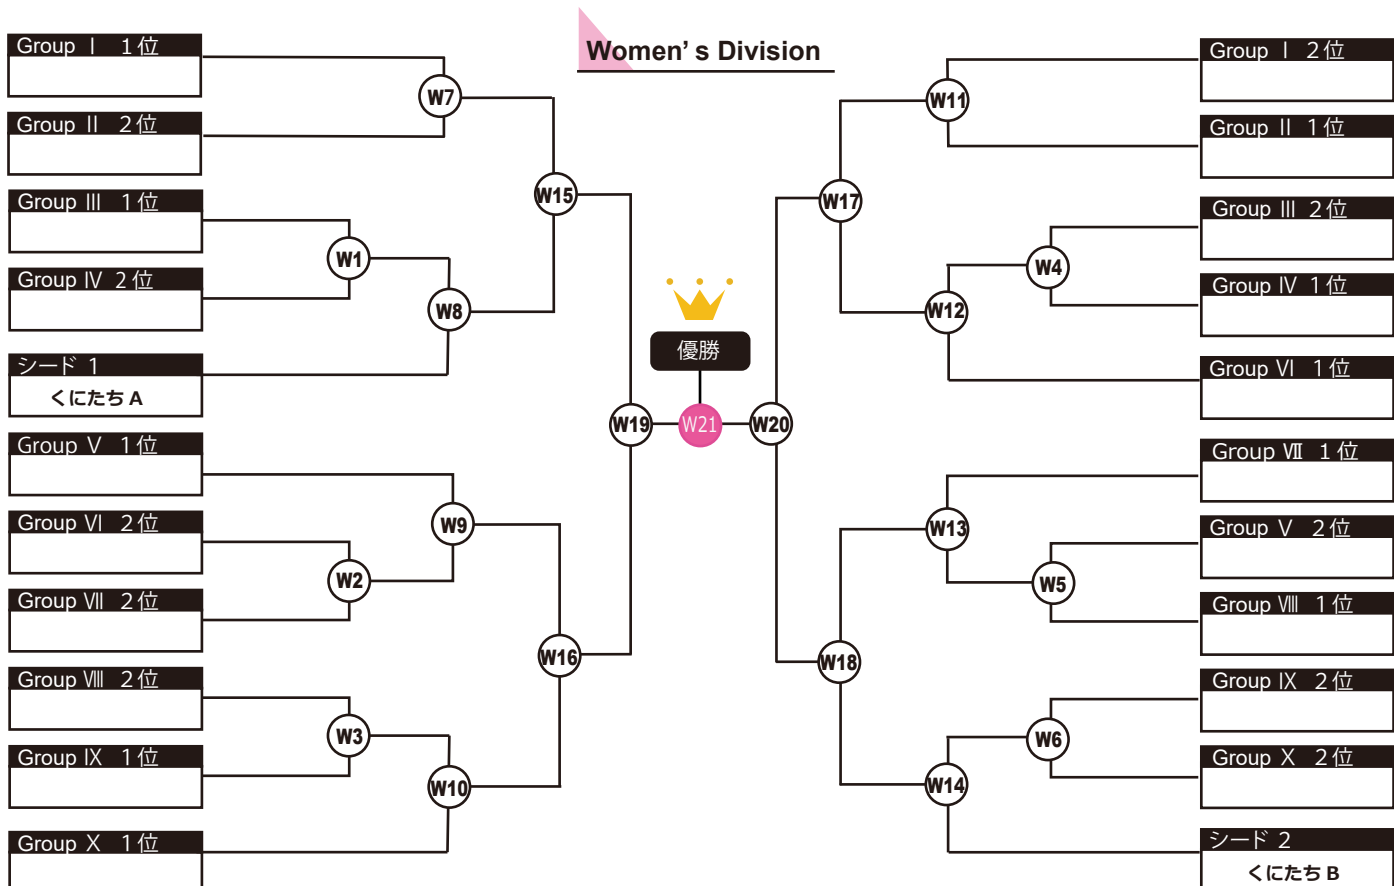 Women's Division
Group Ⅰ 1位
Group Ⅱ 2位
Group Ⅲ 1位
Group Ⅳ 2位
シード 1
くにたち A
Group Ⅴ 1位
Group Ⅵ 2位
Group Ⅶ 2位
Group Ⅷ 2位
Group Ⅸ 1位
Group Ⅹ 1位
W7
W1
W8
W15
W9
W2
W16
W3
W10
W19
優勝
W21
W20
W11
W17
W4
W12
W13
W5
W18
W6
W14
Group Ⅰ 2位
Group Ⅱ 1位
Group Ⅲ 2位
Group Ⅳ 1位
Group Ⅵ 1位
Group Ⅶ 1位
Group Ⅴ 2位
Group Ⅷ 1位
Group Ⅸ 2位
Group Ⅹ 2位
シード 2
くにたち B